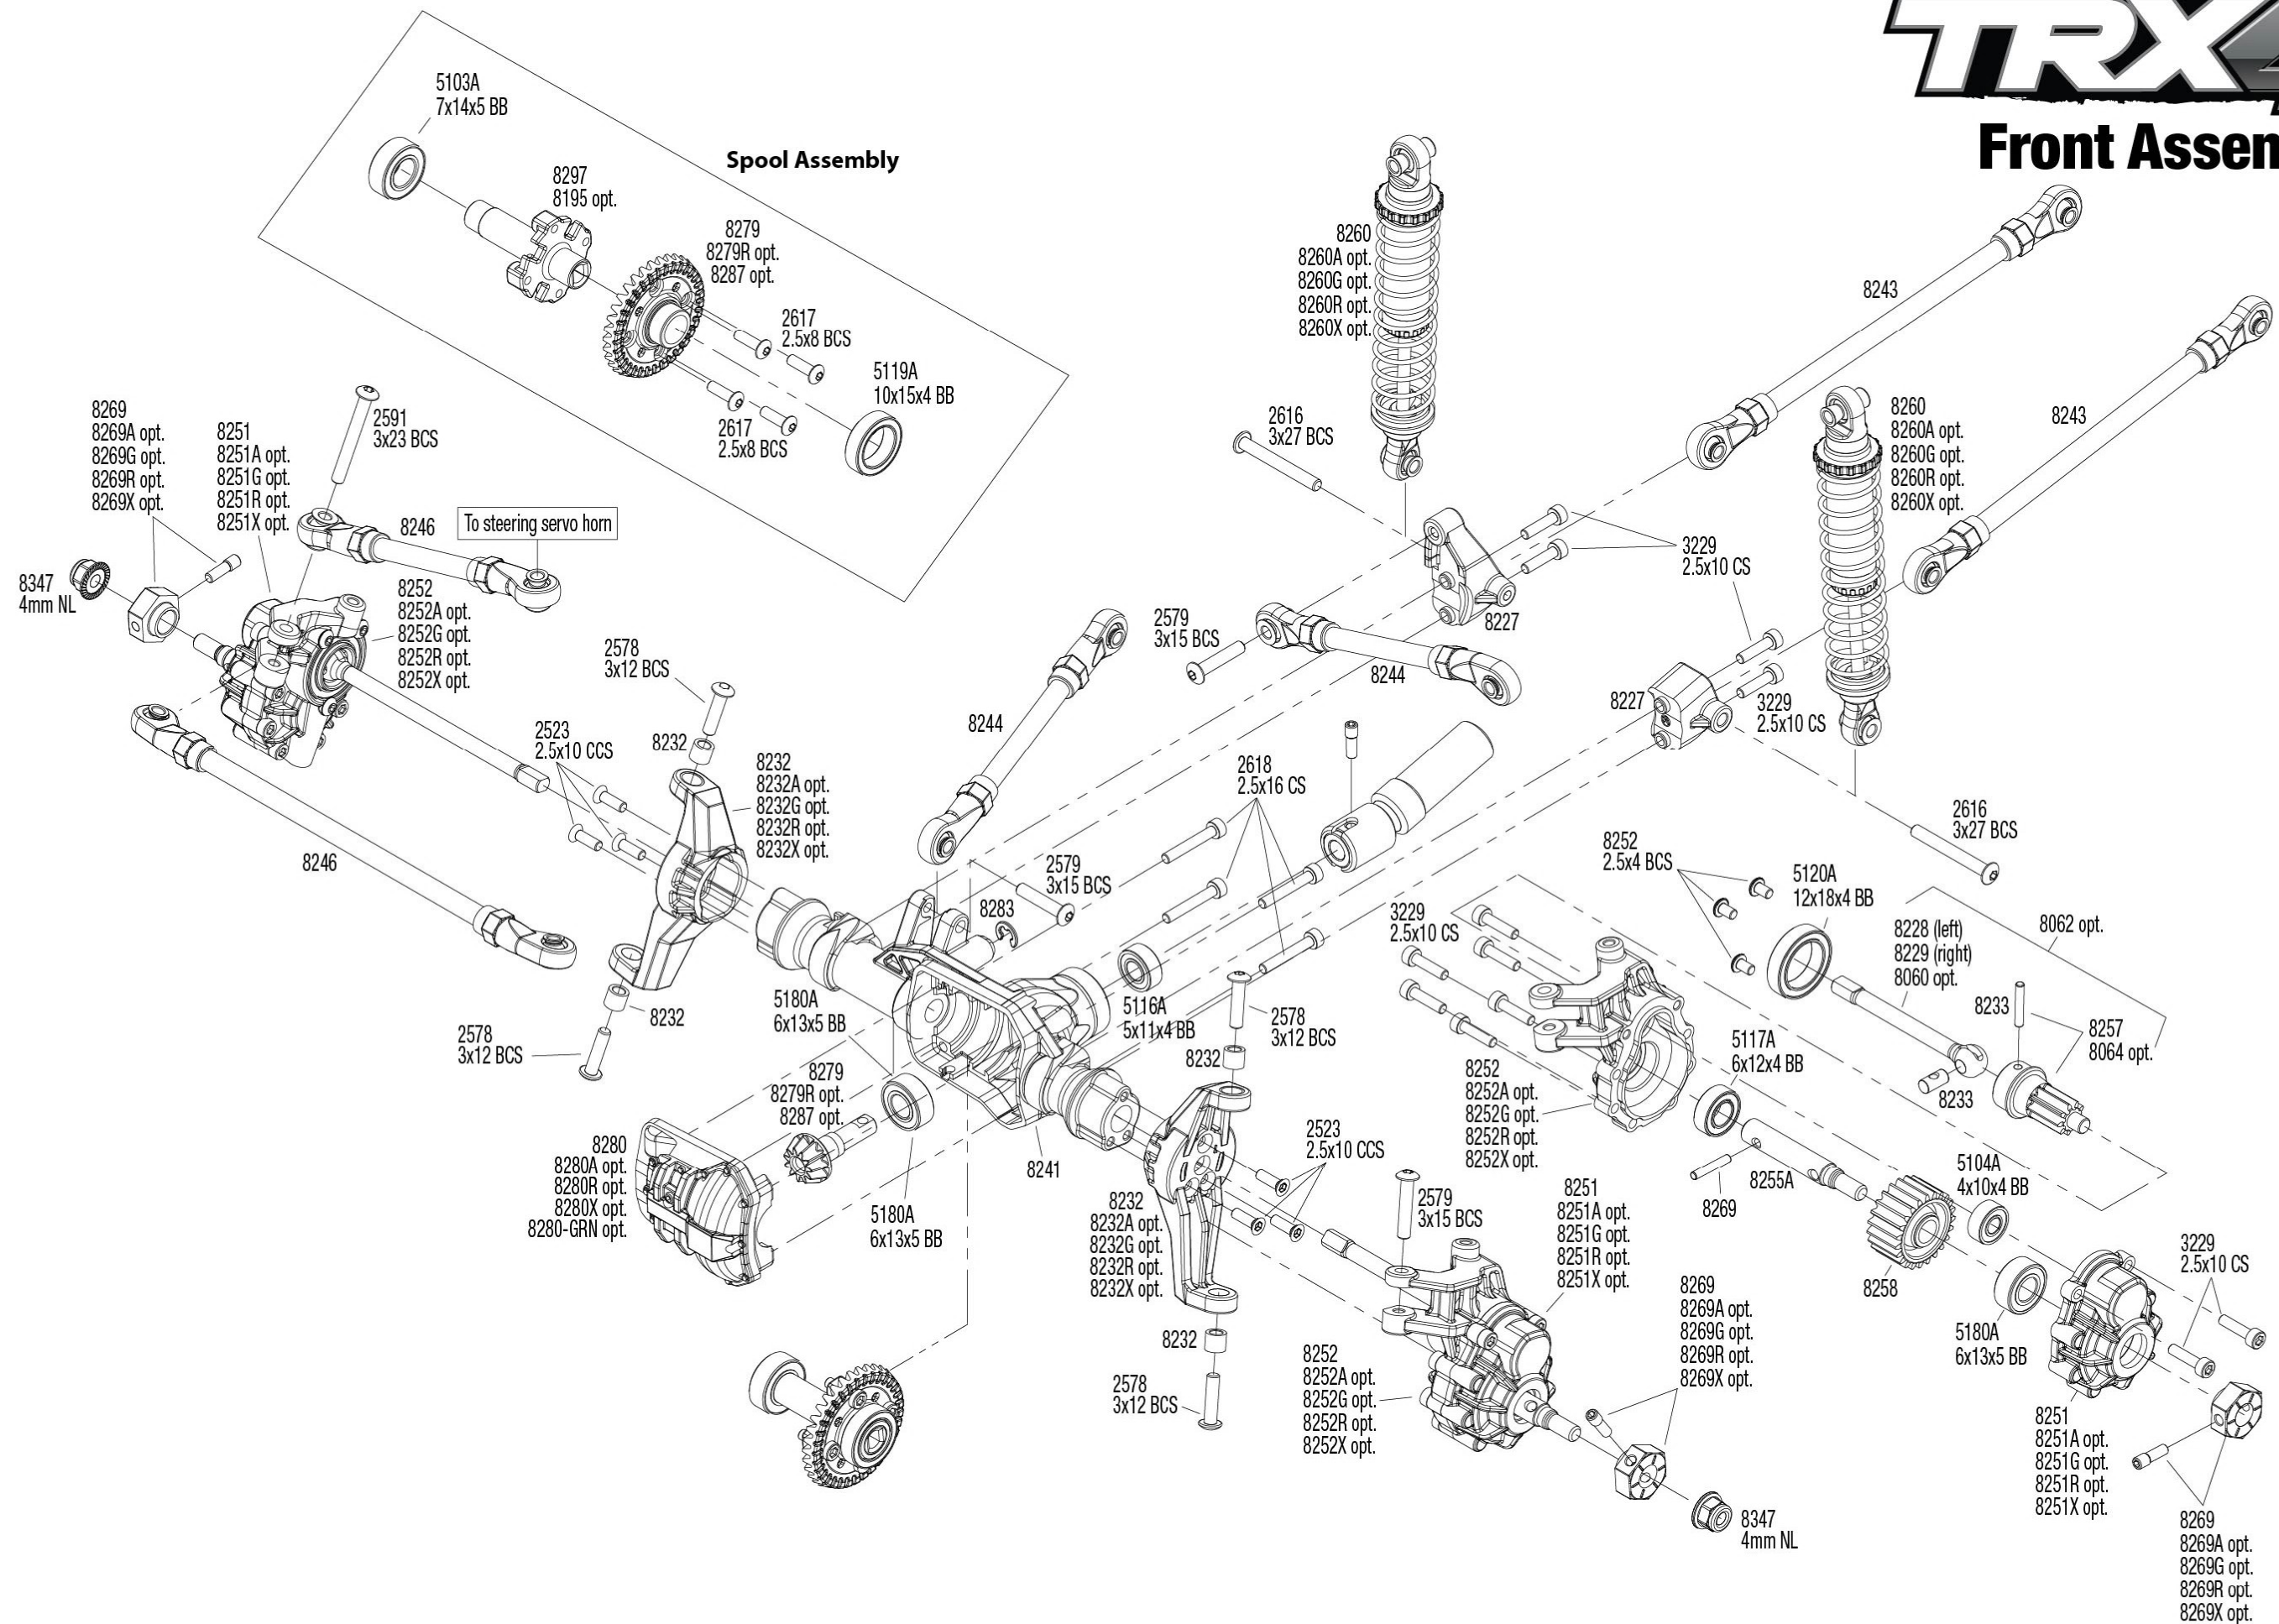 TRX4
Front Assem
Spool Assembly
5103A
7x14x5 BB
8297
8195 opt.
8279
8279R opt.
8287 opt.
2617
2.5x8 BCS
5119A
10x15x4 BB
2617
2.5x8 BCS
8260
8260A opt.
8260G opt.
8260R opt.
8260X opt.
8243
8243
8260
8260A opt.
8260G opt.
8260R opt.
8260X opt.
2616
3x27 BCS
3229
2.5x10 CS
8227
8269
8269A opt.
8269G opt.
8269R opt.
8269X opt.
8251
8251A opt.
8251G opt.
8251R opt.
8251X opt.
2591
3x23 BCS
8246
To steering servo horn
8347
4mm NL
8252
8252A opt.
8252G opt.
8252R opt.
8252X opt.
2578
3x12 BCS
2579
3x15 BCS
8244
8244
8227
3229
2.5x10 CS
2523
2.5x10 CCS
8232
8232
8232A opt.
8232G opt.
8232R opt.
8232X opt.
2618
2.5x16 CS
2616
3x27 BCS
8246
2579
3x15 BCS
8283
8252
2.5x4 BCS
5120A
12x18x4 BB
3229
2.5x10 CS
8228 (left)
8229 (right)
8060 opt.
8062 opt.
8233
8257
8064 opt.
8233
5180A
6x13x5 BB
5116A
5x11x4 BB
2578
3x12 BCS
8232
8232
2578
3x12 BCS
5117A
6x12x4 BB
8252
8252A opt.
8252G opt.
8252R opt.
8252X opt.
8279
8279R opt.
8287 opt.
8280
8280A opt.
8280R opt.
8280X opt.
8280-GRN opt.
5180A
6x13x5 BB
8241
2523
2.5x10 CCS
8232
8232A opt.
8232G opt.
8232R opt.
8232X opt.
2579
3x15 BCS
8269
8255A
5104A
4x10x4 BB
8258
5180A
6x13x5 BB
3229
2.5x10 CS
8251
8251A opt.
8251G opt.
8251R opt.
8251X opt.
8269
8269A opt.
8269G opt.
8269R opt.
8269X opt.
8232
2578
3x12 BCS
8252
8252A opt.
8252G opt.
8252R opt.
8252X opt.
8347
4mm NL
8251
8251A opt.
8251G opt.
8251R opt.
8251X opt.
8269
8269A opt.
8269G opt.
8269R opt.
8269X opt.